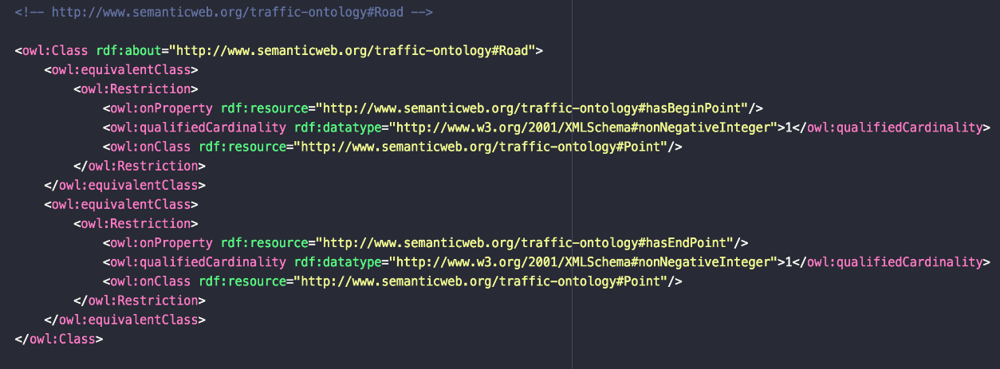 <!-- http://www.semanticweb.org/traffic-ontology#Road -->
<owl:Class rdf:about="http://www.semanticweb.org/traffic-ontology#Road">
<owl:equivalentClass>
<owl:Restriction>
<owl:onProperty rdf:resource="http://www.semanticweb.org/traffic-ontology#hasBeginPoint"/>
<owl:qualifiedCardinality rdf:datatype="http://www.w3.org/2001/XMLSchema#nonNegativeInteger">1</owl:qualifiedCardinality>
<owl:onClass rdf:resource="http://www.semanticweb.org/traffic-ontology#Point"/>
</owl:Restriction>
</owl:equivalentClass>
<owl:equivalentClass>
<owl:Restriction>
<owl:onProperty rdf:resource="http://www.semanticweb.org/traffic-ontology#hasEndPoint"/>
<owl:qualifiedCardinality rdf:datatype="http://www.w3.org/2001/XMLSchema#nonNegativeInteger">1</owl:qualifiedCardinality>
<owl:onClass rdf:resource="http://www.semanticweb.org/traffic-ontology#Point"/>
</owl:Restriction>
</owl:equivalentClass>
</owl:Class>